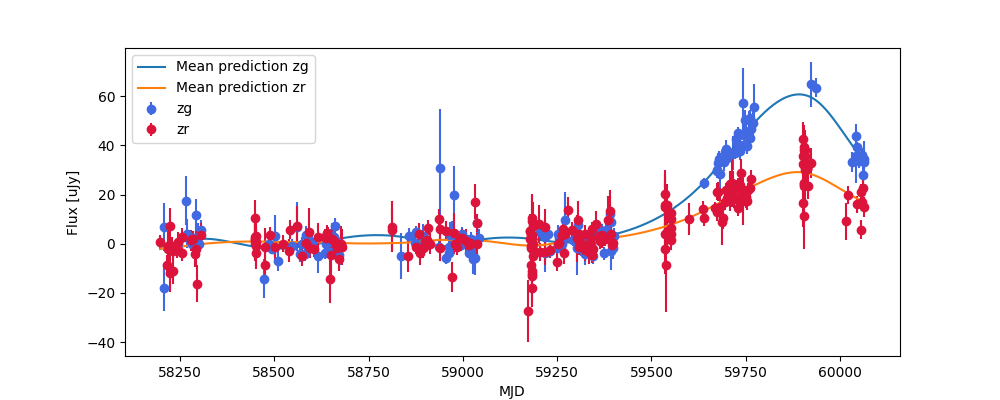 Mean prediction zg
Mean prediction zr
zg
zr
Flux [uJy]
60
40
20
0
−20
−40
58250
58500
58750
59000
59250
59500
59750
60000
MJD